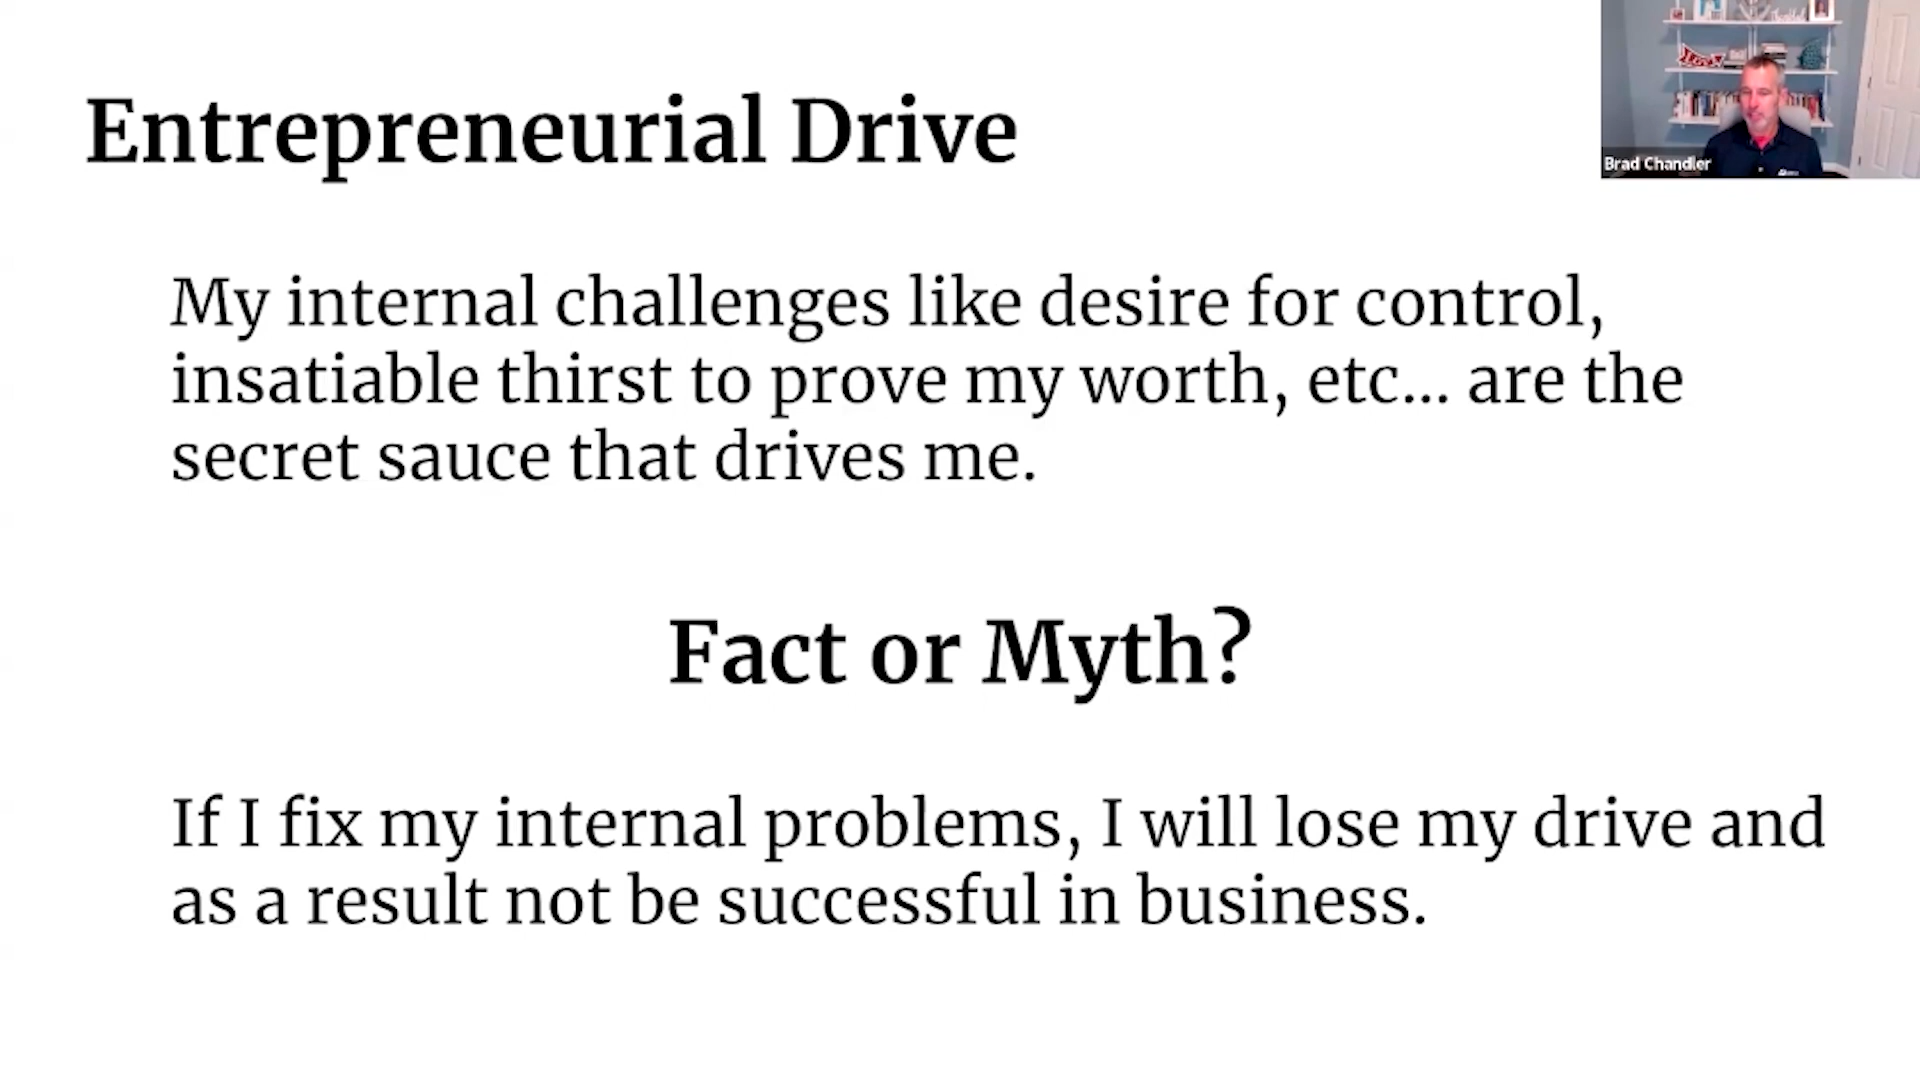 Entrepreneurial Drive
Brad Chandler
My internal challenges like desire for control,
insatiable thirst to prove my worth, etc... are the
secret sauce that drives me.
Fact or Myth?
If I fix my internal problems, I will lose my drive and
as a result not be successful in business.